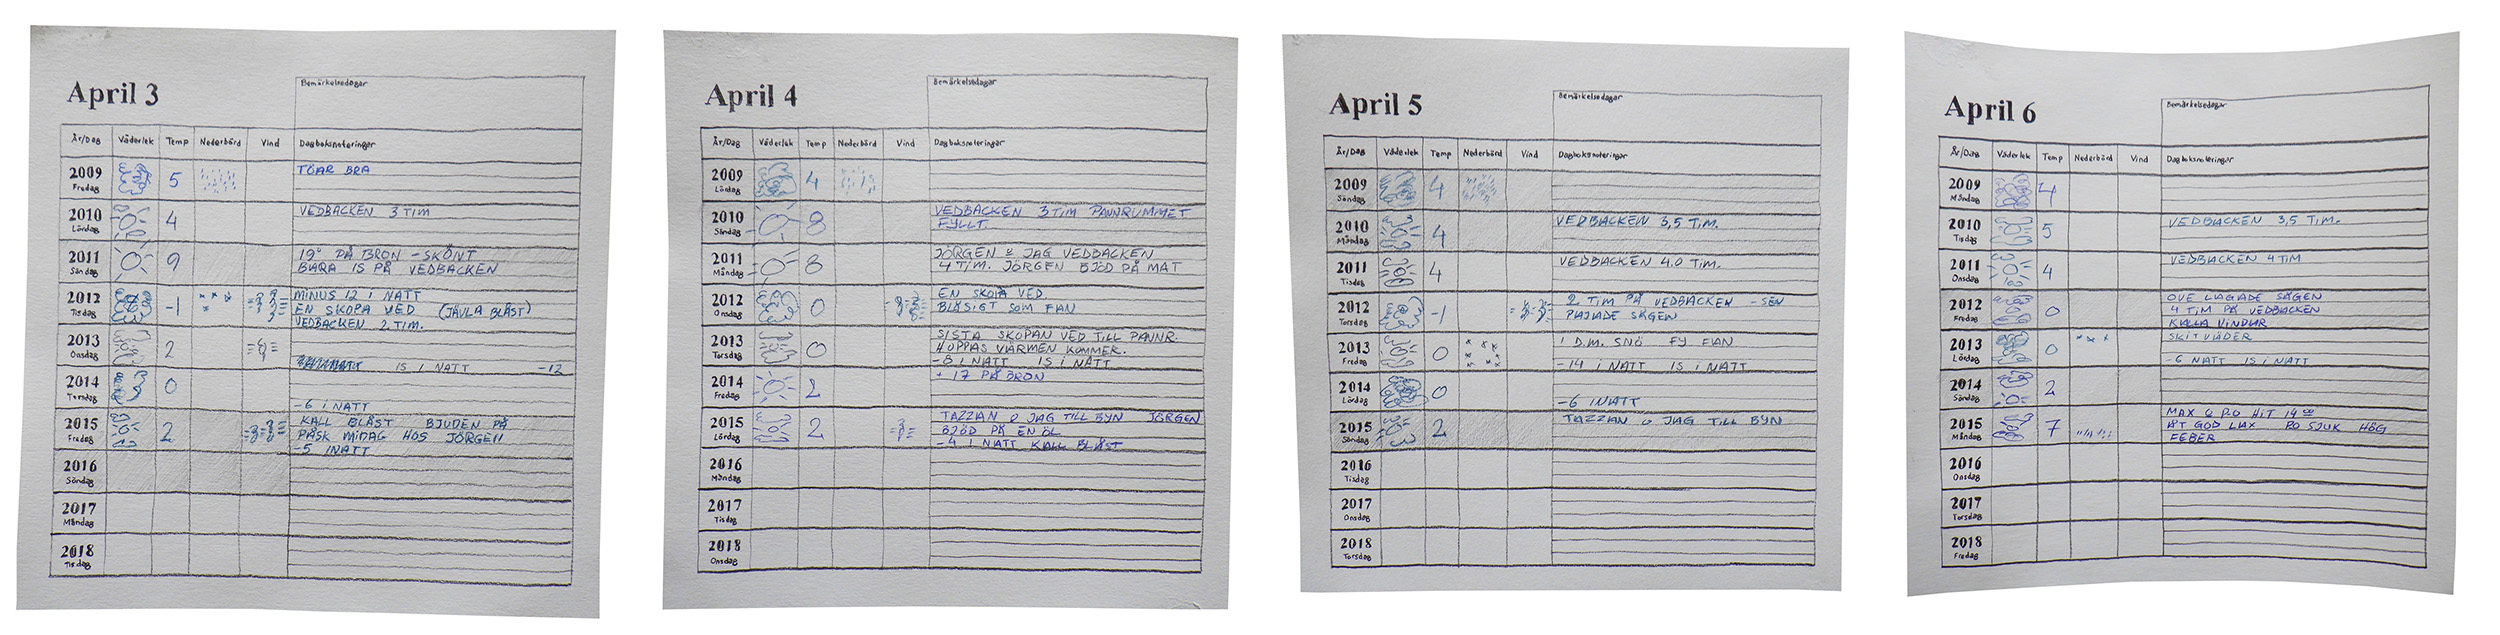 April 3
Bemärkelsedagar
År/Dag Väderlek Temp Nederbörd Vind Dagboksnoteringar
2009 5 TÖAR BRA
Fredag
2010 4 VEDBACKEN 3 TIM
Lördag
2011 9 19° PÅ BRON - SKÖNT
Söndag BARA IS PÅ VEDBACKEN
2012 -1 MINUS 12 I NATT
Tisdag EN SKOPA VED (JÄVLA BLÅST)
VEDBACKEN 2 TIM.
2013 2
Onsdag IS I NATT -12
2014 0
Torsdag -6 I NATT
2015 2 KALL BLÅST BJUDEN PÅ
Fredag PÅSK MIDAG HOS JÖRGEN
-5 INATT
2016
Söndag
2017
Måndag
2018
Tisdag
April 4
Bemärkelsedagar
År/Dag Väderlek Temp Nederbörd Vind Dagboksnoteringar
2009 4
Lördag
2010 8 VEDBACKEN 3 TIM PANNRUMMET
Söndag FYLLT.
2011 8 JÖRGEN & JAG VEDBACKEN
Måndag 4 TIM. JÖRGEN BJÖD PÅ MAT
2012 0 EN SKOPA VED.
Onsdag BLÅSIGT SOM FAN
2013 0 SISTA SKOPAN VED TILL PANNR.
Torsdag HOPPAS VÄRMEN KOMMER.
-8 I NATT IS I NATT
2014 2 + 17 PÅ BRON
Fredag
2015 2 TAZZAN & JAG TILL BYN JÖRGEN
Lördag BJÖD PÅ EN ÖL
-4 I NATT KALL BLÅST
2016
Måndag
2017
Tisdag
2018
Onsdag
April 5
Bemärkelsedagar
År/Dag Väderlek Temp Nederbörd Vind Dagboksnoteringar
2009 4
Söndag
2010 4 VEDBACKEN 3,5 TIM.
Måndag
2011 4 VEDBACKEN 4.0 TIM.
Tisdag
2012 -1 2 TIM PÅ VEDBACKEN - SEN
Torsdag PAJADE SÅGEN
2013 0 1 D.M. SNÖ FY FAN
Fredag -14 I NATT IS I NATT
2014 0
Lördag -6 INATT
2015 2 TAZZAN & JAG TILL BYN
Söndag
2016
Tisdag
2017
Onsdag
2018
Torsdag
April 6
Bemärkelsedagar
År/Dag Väderlek Temp Nederbörd Vind Dagboksnoteringar
2009 4
Måndag
2010 5 VEDBACKEN 3,5 TIM.
Tisdag
2011 4 VEDBACKEN 4 TIM
Onsdag
2012 0 OVE LAGADE SÅGEN
Fredag 4 TIM PÅ VEDBACKEN
KALLA VINDAR
2013 0 SKITVÄDER
Lördag -6 NATT IS I NATT
2014 2
Söndag
2015 7 MAX & RO HIT 14 00
Måndag ÅT GOD LAX RO SJUK HÖG
FEBER
2016
Onsdag
2017
Torsdag
2018
Fredag